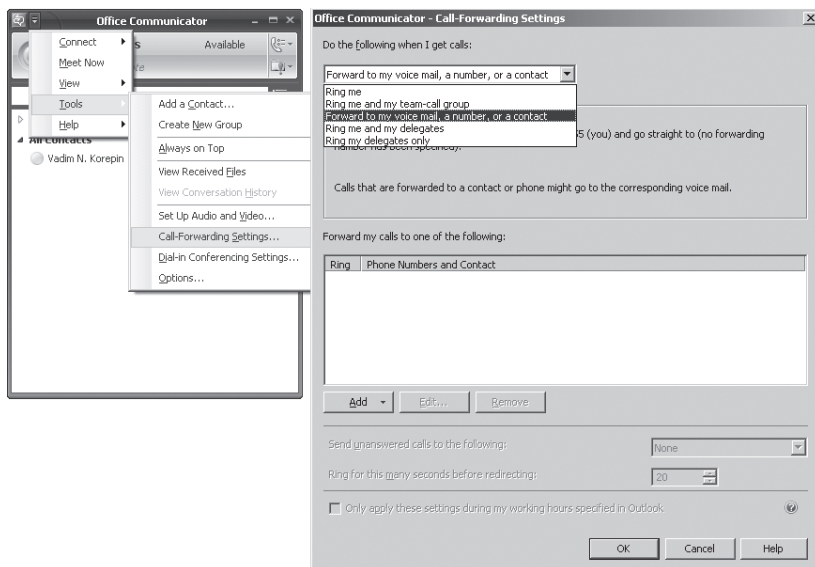 Office Communicator
Connect
Available
Meet Now
View
Tools
Help
All Contacts
Vadim N. Korepin
Add a Contact...
Create New Group
Always on Top
View Received Files
View Conversation History
Set Up Audio and Video...
Call-Forwarding Settings...
Dial-in Conferencing Settings...
Options...
Office Communicator - Call-Forwarding Settings
Do the following when I get calls:
Forward to my voice mail, a number, or a contact
Ring me
Ring me and my team-call group
Forward to my voice mail, a number, or a contact
Ring me and my delegates
Ring my delegates only
(you) and go straight to (no forwarding
number has been specified).
Calls that are forwarded to a contact or phone might go to the corresponding voice mail.
Forward my calls to one of the following:
Ring Phone Numbers and Contact
Add Edit... Remove
Send unanswered calls to the following: None
Ring for this many seconds before redirecting: 20
Only apply these settings during my working hours specified in Outlook
OK Cancel Help